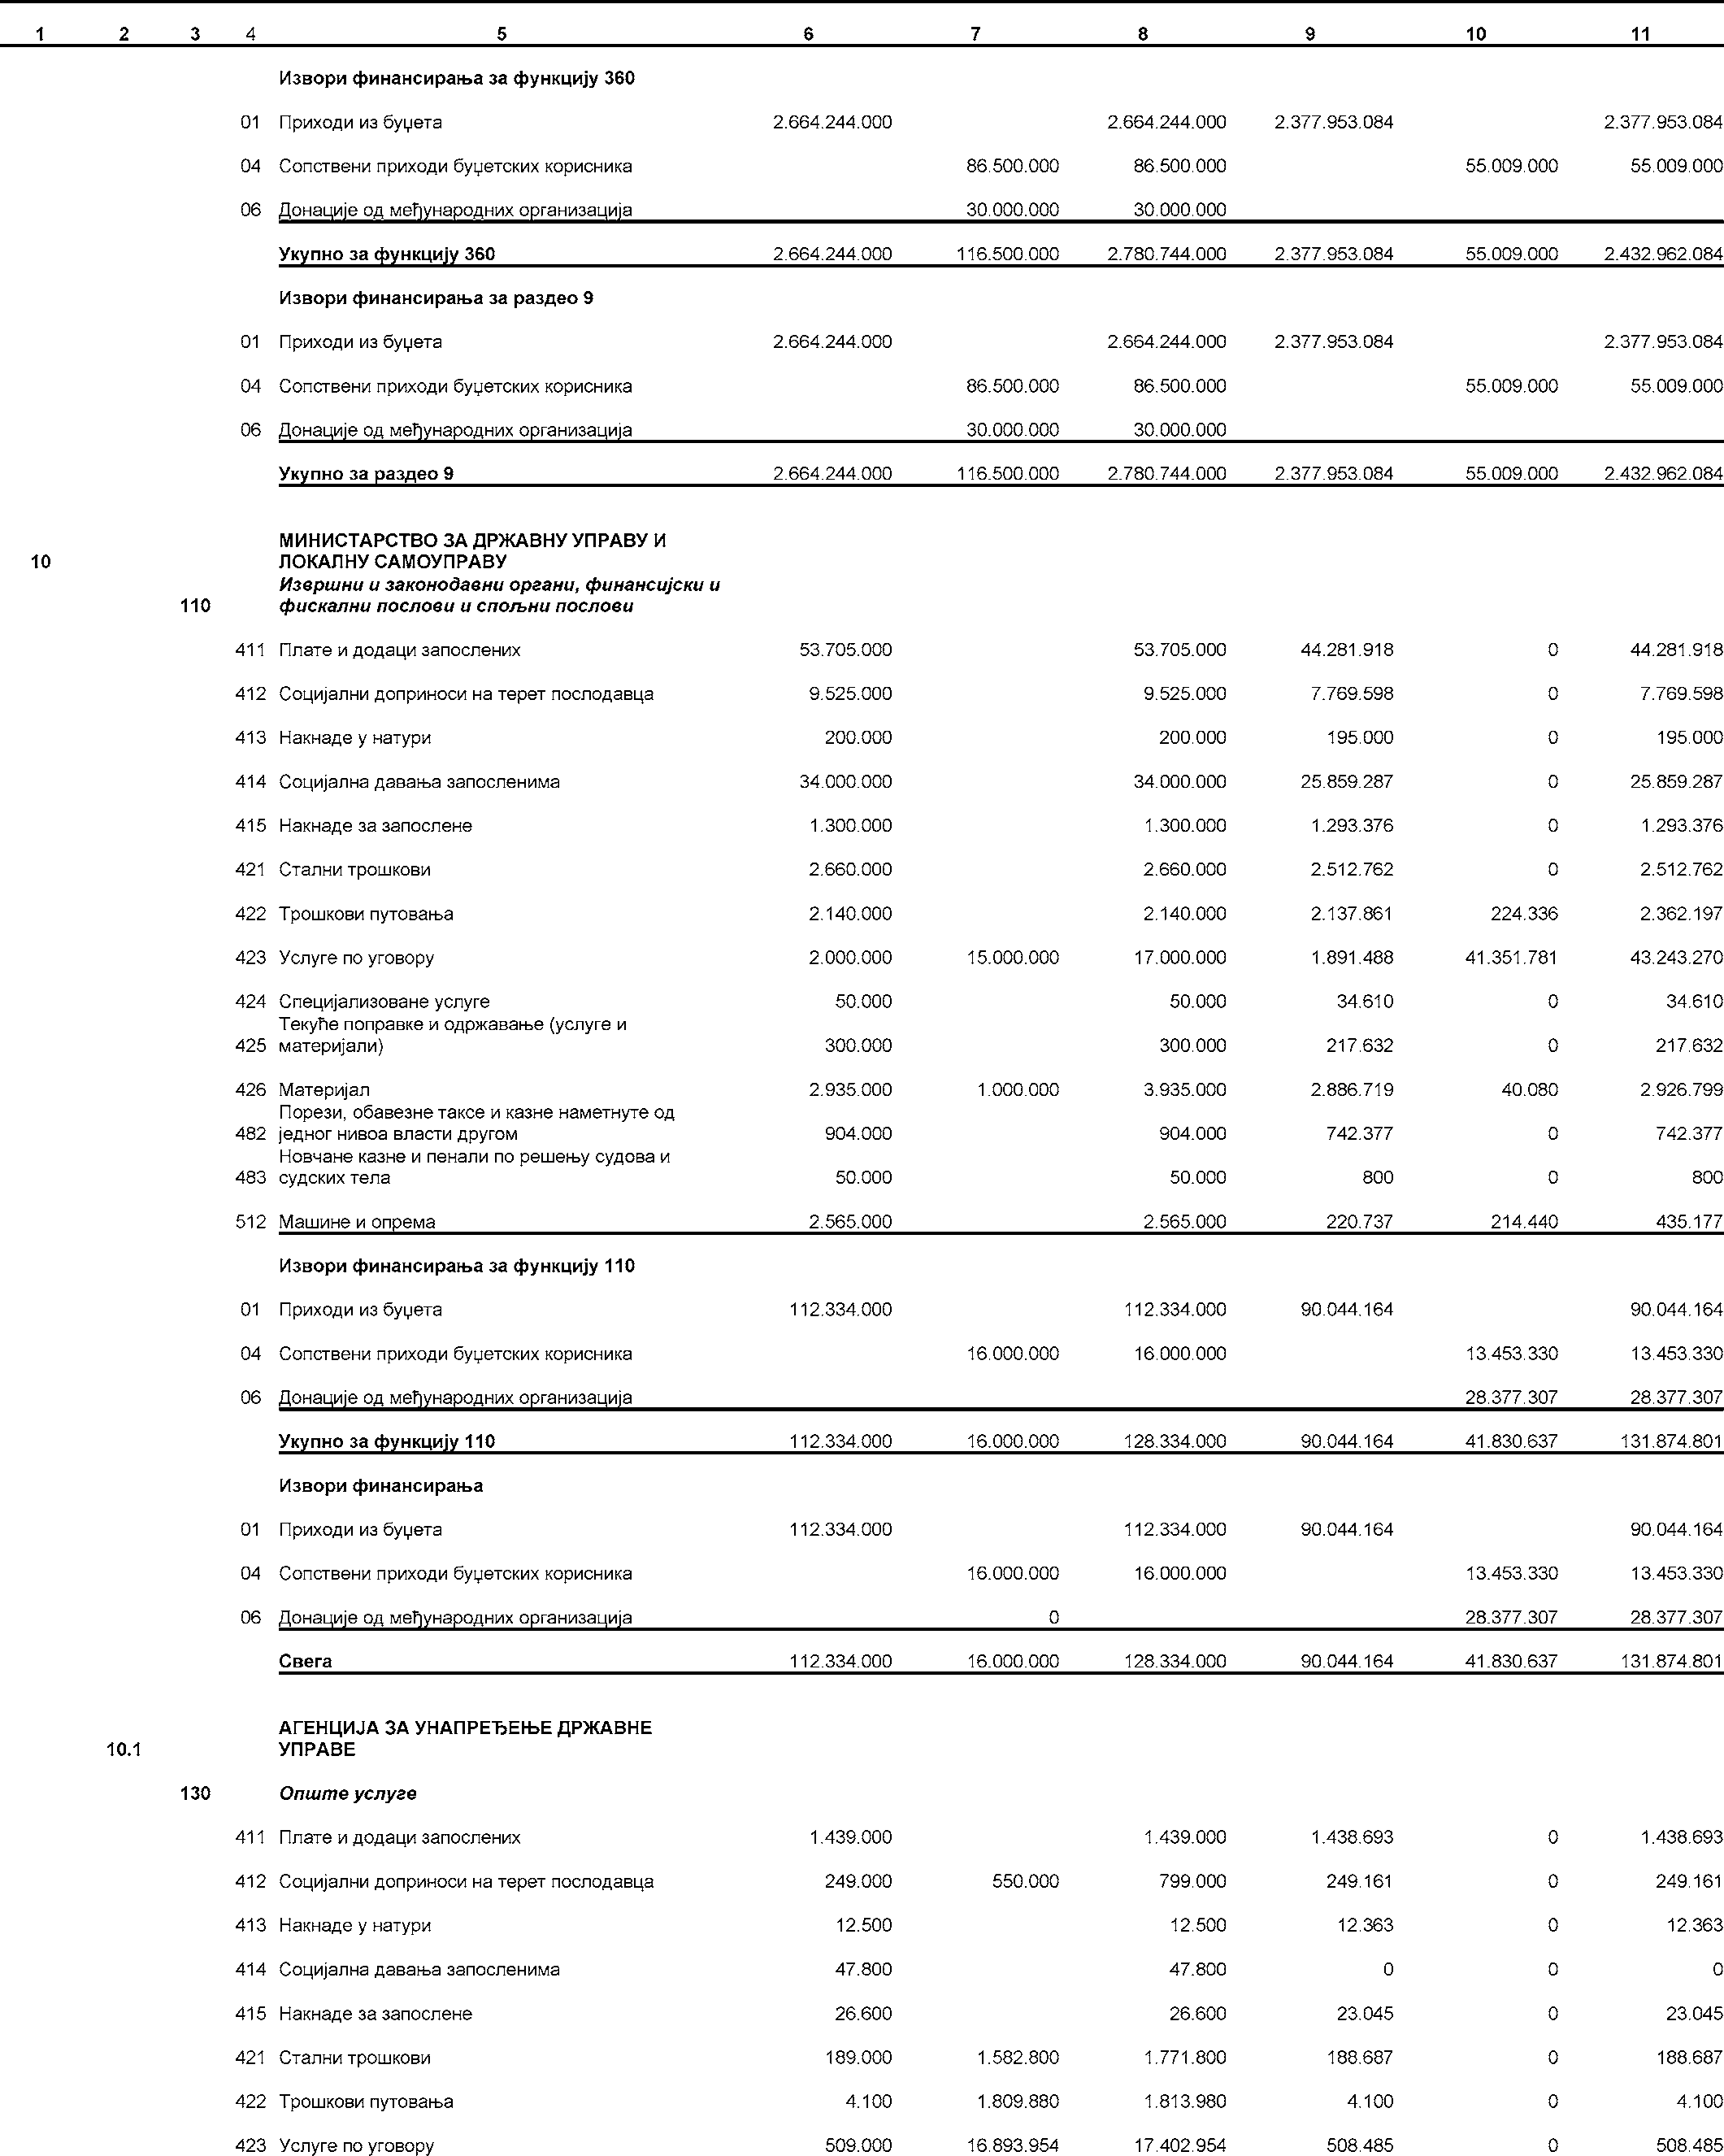 1 2 3 4 5 6 7 8 9 10 11
Извори финансирања за функцију 360
01 Приходи из буџета 2.664.244.000 2.664.244.000 2.377.953.084 2.377.953.084
04 Сопствени приходи буџетских корисника 86.500.000 86.500.000 55.009.000 55.009.000
06 Донације од међународних организација 30.000.000 30.000.000
Укупно за функцију 360 2.664.244.000 116.500.000 2.780.744.000 2.377.953.084 55.009.000 2.432.962.084
Извори финансирања за раздео 9
01 Приходи из буџета 2.664.244.000 2.664.244.000 2.377.953.084 2.377.953.084
04 Сопствени приходи буџетских корисника 86.500.000 86.500.000 55.009.000 55.009.000
06 Донације од међународних организација 30.000.000 30.000.000
Укупно за раздео 9 2.664.244.000 116.500.000 2.780.744.000 2.377.953.084 55.009.000 2.432.962.084
МИНИСТАРСТВО ЗА ДРЖАВНУ УПРАВУ И
10 ЛОКАЛНУ САМОУПРАВУ
Извршни и законодавни органи, финансијски и
110 фискални послови и спољни послови
411 Плате и додаци запослених 53.705.000 53.705.000 44.281.918 0 44.281.918
412 Социјални доприноси на терет послодавца 9.525.000 9.525.000 7.769.598 0 7.769.598
413 Накнаде у натури 200.000 200.000 195.000 0 195.000
414 Социјална давања запосленима 34.000.000 34.000.000 25.859.287 0 25.859.287
415 Накнаде за запослене 1.300.000 1.300.000 1.293.376 0 1.293.376
421 Стални трошкови 2.660.000 2.660.000 2.512.762 0 2.512.762
422 Трошкови путовања 2.140.000 2.140.000 2.137.861 224.336 2.362.197
423 Услуге по уговору 2.000.000 15.000.000 17.000.000 1.891.488 41.351.781 43.243.270
424 Специјализоване услуге 50.000 50.000 34.610 0 34.610
Текуће поправке и одржавање (услуге и
425 материјали) 300.000 300.000 217.632 0 217.632
426 Материјал 2.935.000 1.000.000 3.935.000 2.886.719 40.080 2.926.799
Порези, обавезне таксе и казне наметнуте од
482 једног нивоа власти другом 904.000 904.000 742.377 0 742.377
Новчане казне и пенали по решењу судова и
483 судских тела 50.000 50.000 800 0 800
512 Машине и опрема 2.565.000 2.565.000 220.737 214.440 435.177
Извори финансирања за функцију 110
01 Приходи из буџета 112.334.000 112.334.000 90.044.164 90.044.164
04 Сопствени приходи буџетских корисника 16.000.000 16.000.000 13.453.330 13.453.330
06 Донације од међународних организација 28.377.307 28.377.307
Укупно за функцију 110 112.334.000 16.000.000 128.334.000 90.044.164 41.830.637 131.874.801
Извори финансирања
01 Приходи из буџета 112.334.000 112.334.000 90.044.164 90.044.164
04 Сопствени приходи буџетских корисника 16.000.000 16.000.000 13.453.330 13.453.330
06 Донације од међународних организација 0 28.377.307 28.377.307
Свега 112.334.000 16.000.000 128.334.000 90.044.164 41.830.637 131.874.801
АГЕНЦИЈА ЗА УНАПРЕЂЕЊЕ ДРЖАВНЕ
10.1 УПРАВЕ
130 Опште услуге
411 Плате и додаци запослених 1.439.000 1.439.000 1.438.693 0 1.438.693
412 Социјални доприноси на терет послодавца 249.000 550.000 799.000 249.161 0 249.161
413 Накнаде у натури 12.500 12.500 12.363 0 12.363
414 Социјална давања запосленима 47.800 47.800 0 0 0
415 Накнаде за запослене 26.600 26.600 23.045 0 23.045
421 Стални трошкови 189.000 1.582.800 1.771.800 188.687 0 188.687
422 Трошкови путовања 4.100 1.809.880 1.813.980 4.100 0 4.100
423 Услуге по уговору 509.000 16.893.954 17.402.954 508.485 0 508.485